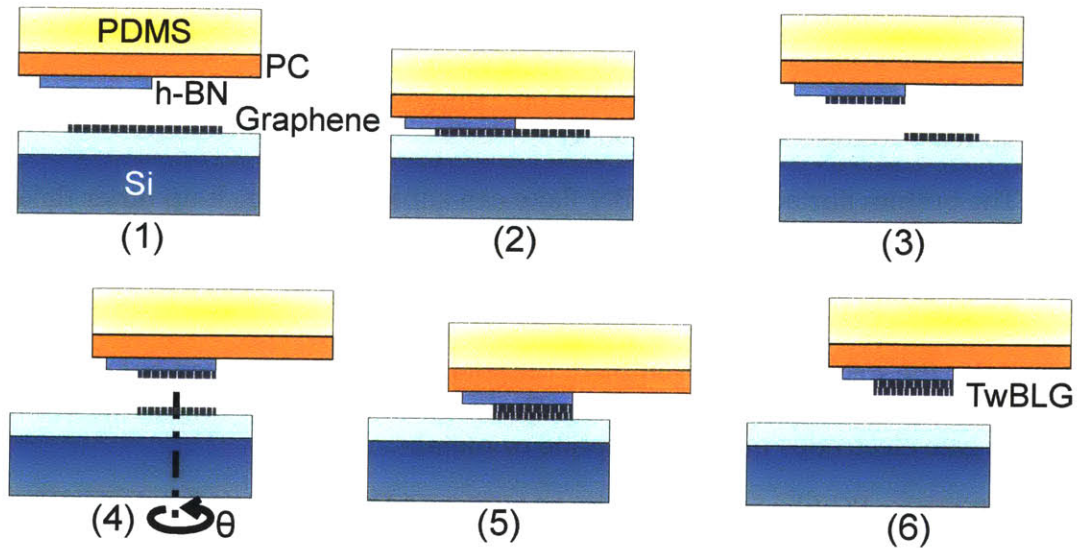 PDMS
PC
h-BN
Graphene
Si
(1)
(2)
(3)
(4)
θ
(5)
TwBLG
(6)